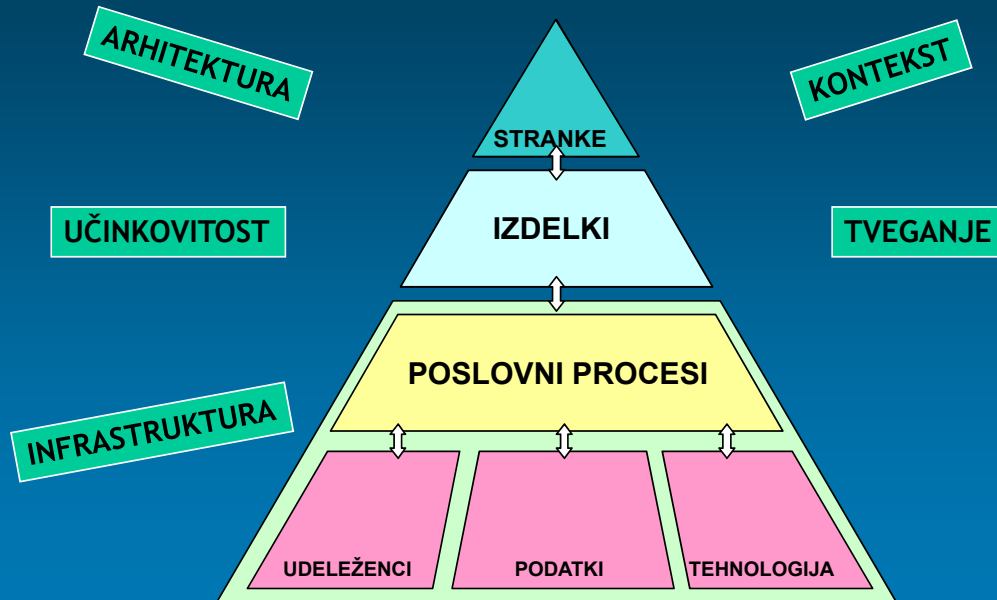 ARHITEKTURA
KONTEKST
STRANKE
UČINKOVITOST
IZDELKI
TVEGANJE
POSLOVNI PROCESI
INFRASTRUKTURA
UDELEŽENCI
PODATKI
TEHNOLOGIJA